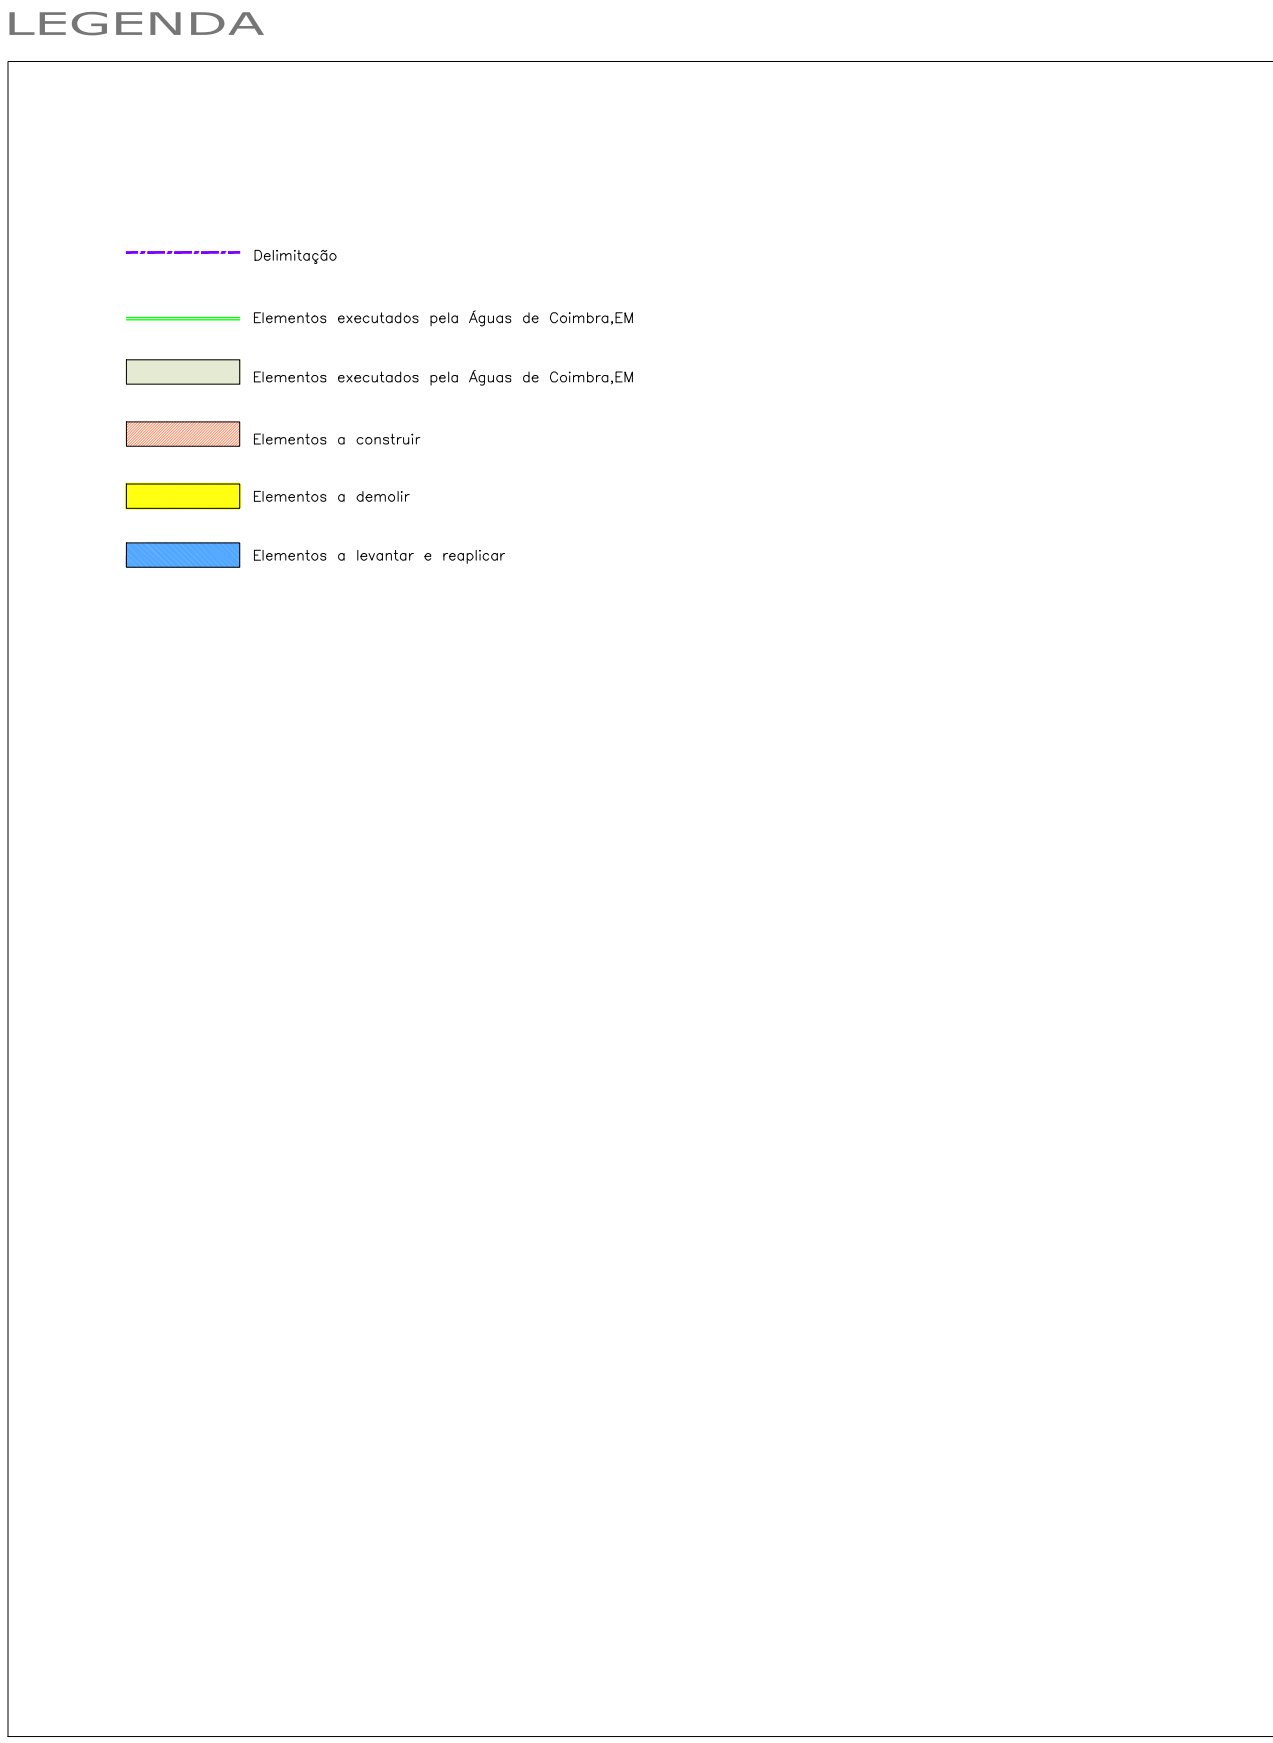 LEGENDA
Delimitação
Elementos executados pela Águas de Coimbra,EM
Elementos executados pela Águas de Coimbra,EM
Elementos a construir
Elementos a demolir
Elementos a levantar e reaplicar